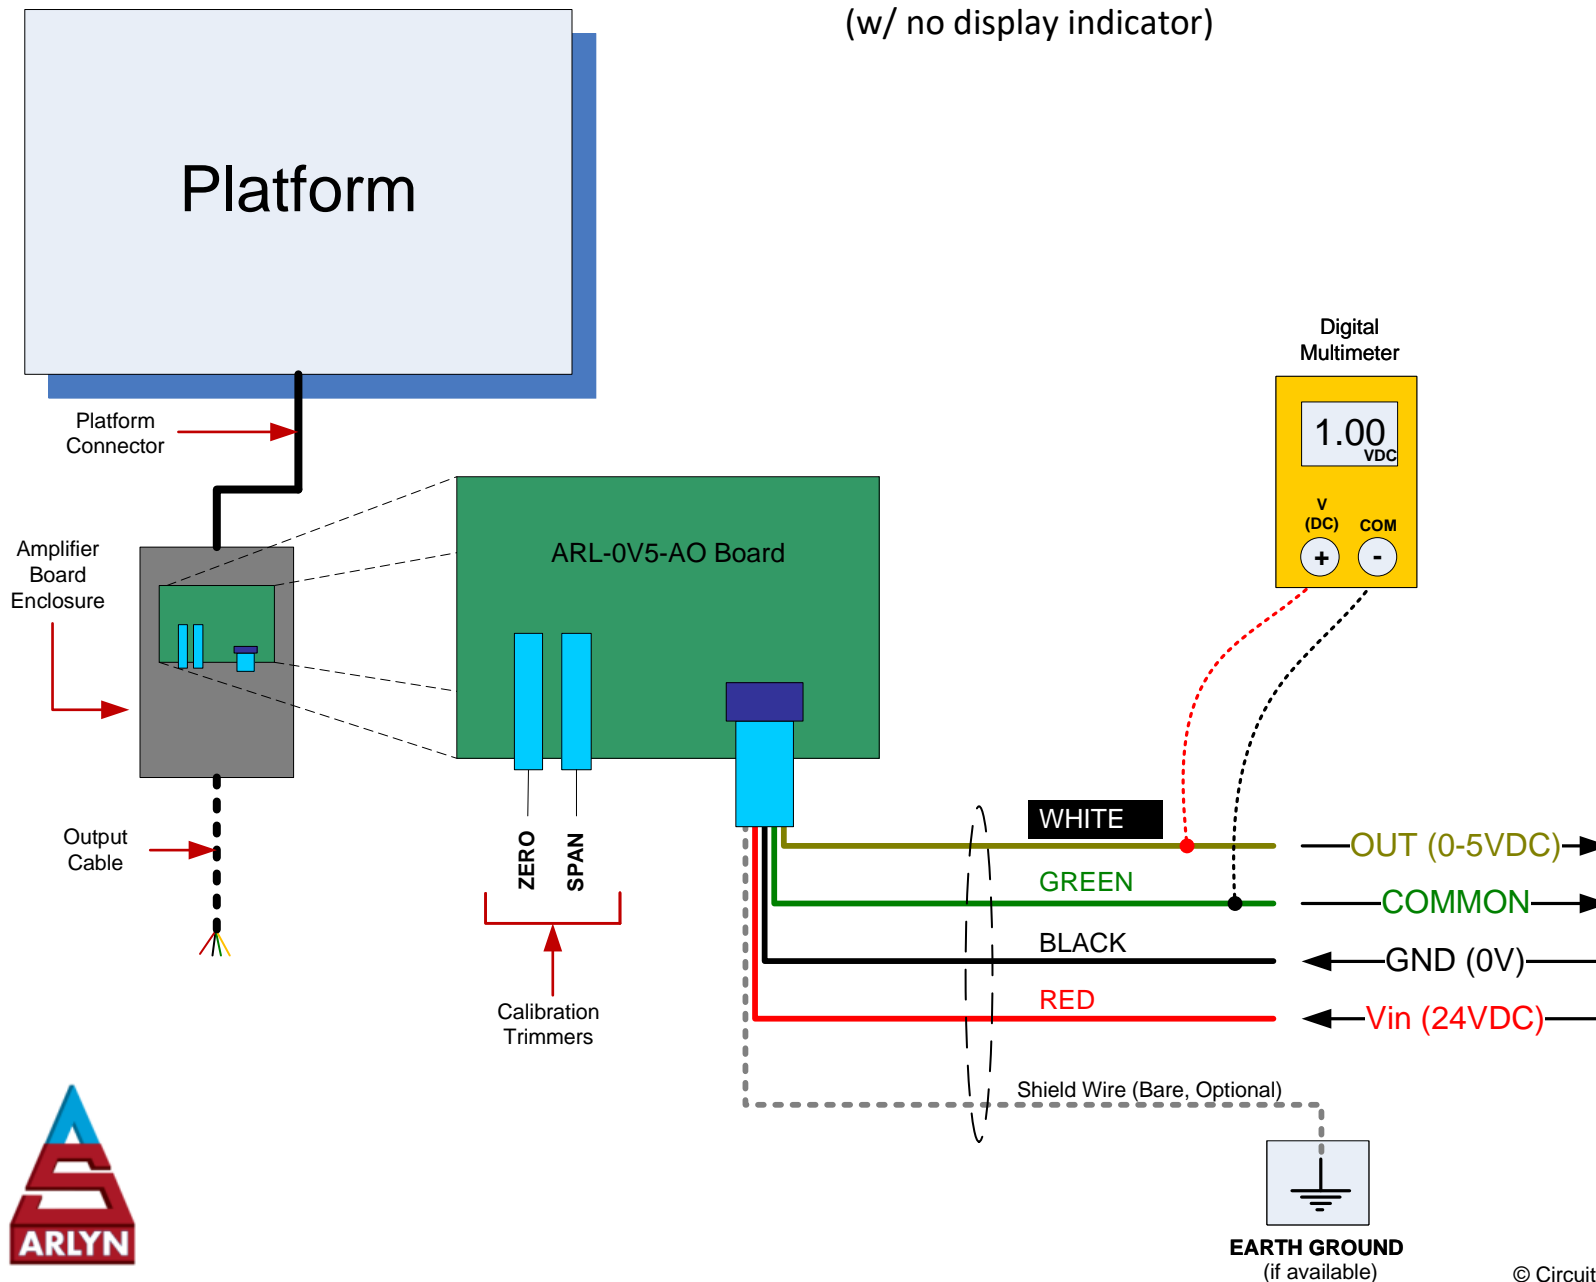 (w/ no display indicator)
Platform
Digital
Multimeter
1.00
VDC
V
(DC)
COM
+
-
Platform
Connector
Amplifier
Board
Enclosure
ARL-0V5-AO Board
Output
Cable
ZERO
SPAN
Calibration
Trimmers
WHITE
OUT (0-5VDC)
GREEN
COMMON
BLACK
GND (0V)
RED
Vin (24VDC)
Shield Wire (Bare, Optional)
EARTH GROUND
(if available)
ARLYN
© Circuit